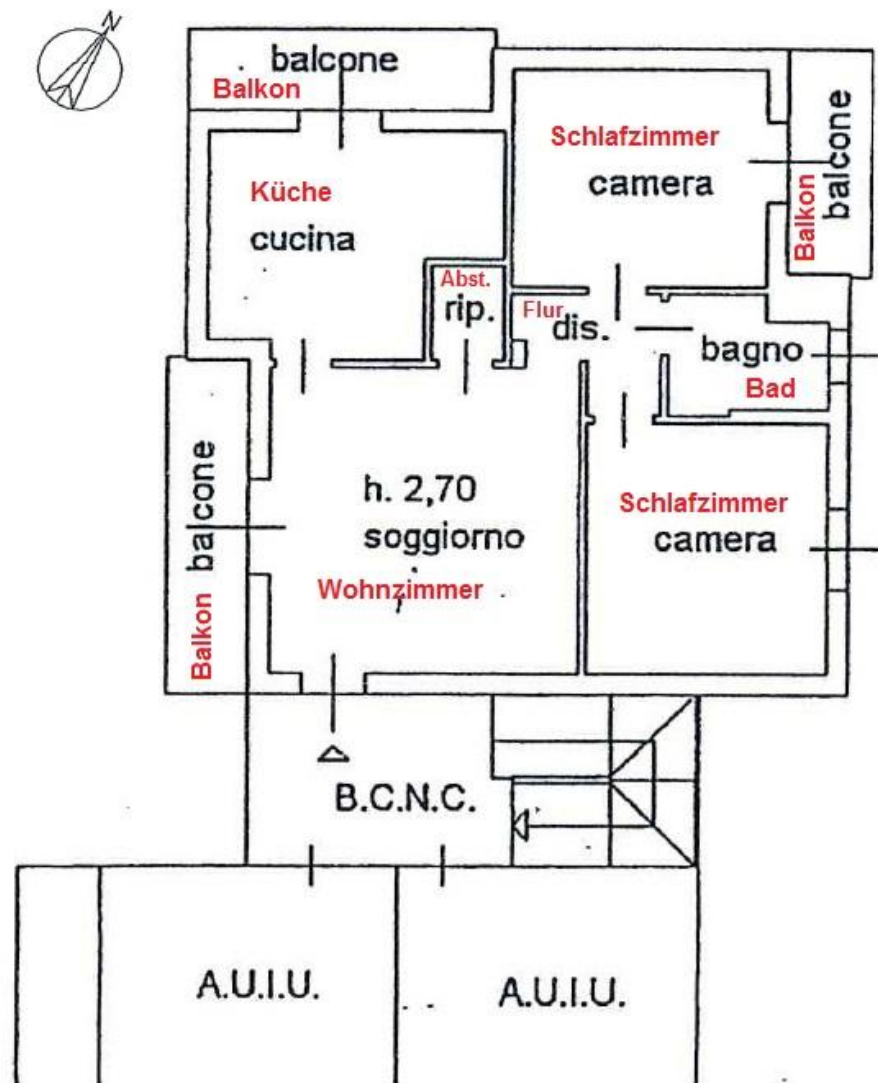 N
balcone
Balkon
Schlafzimmer
camera
balcone
Balkon
Küche
cucina
Abst.
rip.
Flur
dis.
bagno
Bad
balcone
Balkon
h. 2,70
soggiorno
Wohnzimmer
Schlafzimmer
camera
B.C.N.C.
A.U.I.U.
A.U.I.U.